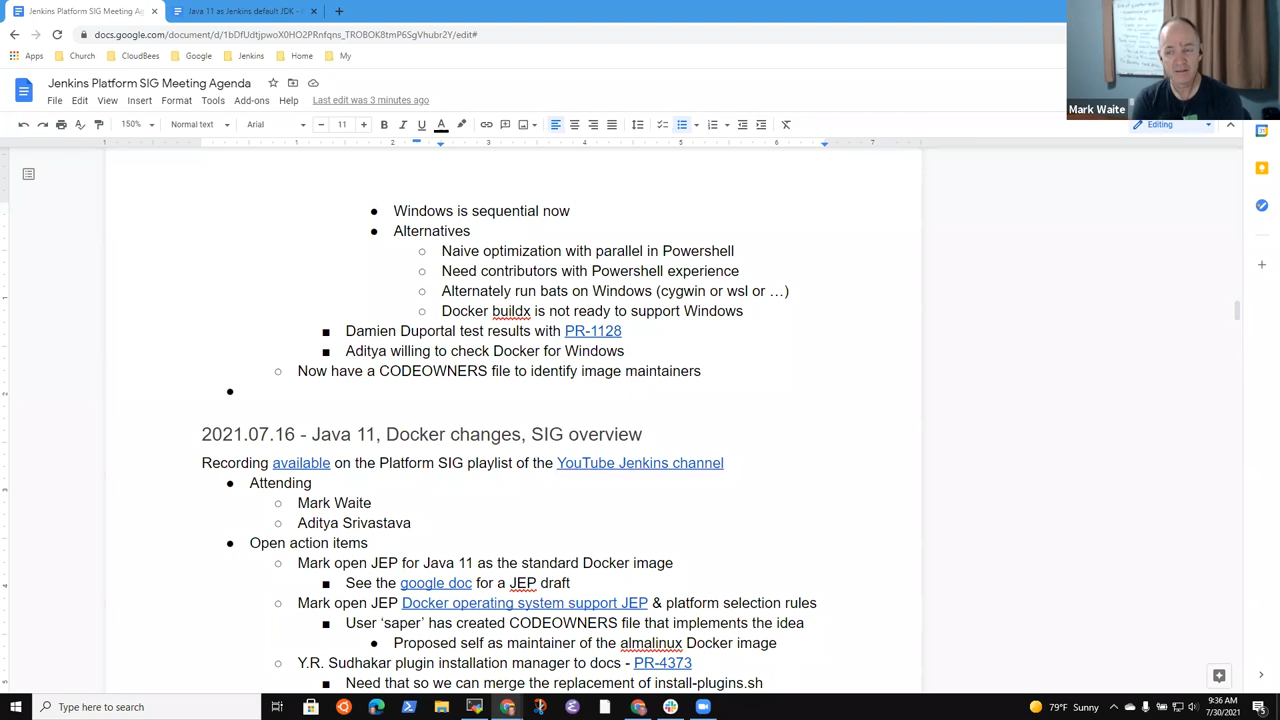 Jenkins Platform SIG Meeting Ag
Java 11 as Jenkins default JDK -
docs.google.com/document/d/1bDfUdtjpwoX0HO2PRnfqns_TROBOK8tmP6SgVnVbr2Y/edit#
Apps Church CloudBees Google Jenkins Home My
Jenkins Platform SIG Meeting Agenda
File Edit View Insert Format Tools Add-ons Help Last edit was 3 minutes ago
150% Normal text Arial 11 Editing
Mark Waite
1 1 2 3 4 5 6 7
● Windows is sequential now
● Alternatives
○ Naive optimization with parallel in Powershell
○ Need contributors with Powershell experience
○ Alternately run bats on Windows (cygwin or wsl or …)
○ Docker buildx is not ready to support Windows
■ Damien Duportal test results with PR-1128
■ Aditya willing to check Docker for Windows
○ Now have a CODEOWNERS file to identify image maintainers
●
2021.07.16 - Java 11, Docker changes, SIG overview
Recording available on the Platform SIG playlist of the YouTube Jenkins channel
● Attending
○ Mark Waite
○ Aditya Srivastava
● Open action items
○ Mark open JEP for Java 11 as the standard Docker image
■ See the google doc for a JEP draft
○ Mark open JEP Docker operating system support JEP & platform selection rules
■ User ‘saper’ has created CODEOWNERS file that implements the idea
● Proposed self as maintainer of the almalinux Docker image
○ Y.R. Sudhakar plugin installation manager to docs - PR-4373
■ Need that so we can merge the replacement of install-plugins.sh
Type here to search
79°F Sunny
9:36 AM
7/30/2021